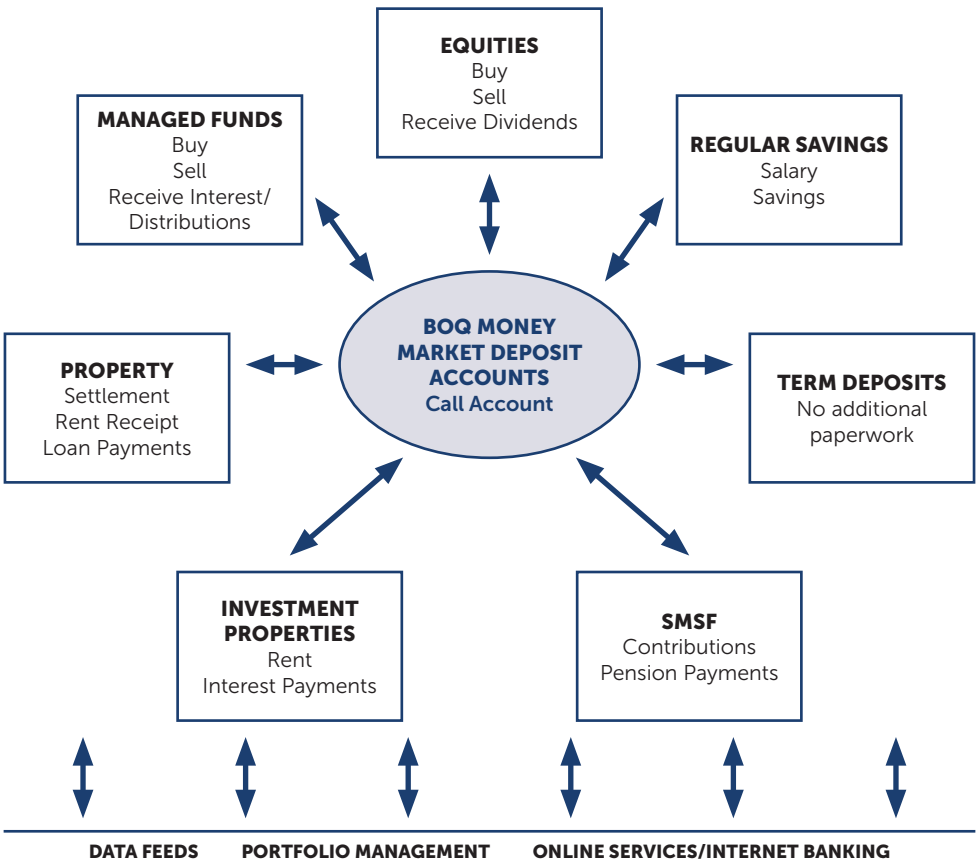 EQUITIES
Buy
Sell
Receive Dividends
MANAGED FUNDS
Buy
Sell
Receive Interest/
Distributions
REGULAR SAVINGS
Salary
Savings
BOQ MONEY
MARKET DEPOSIT
ACCOUNTS
Call Account
PROPERTY
Settlement
Rent Receipt
Loan Payments
TERM DEPOSITS
No additional
paperwork
INVESTMENT
PROPERTIES
Rent
Interest Payments
SMSF
Contributions
Pension Payments
DATA FEEDS PORTFOLIO MANAGEMENT ONLINE SERVICES/INTERNET BANKING